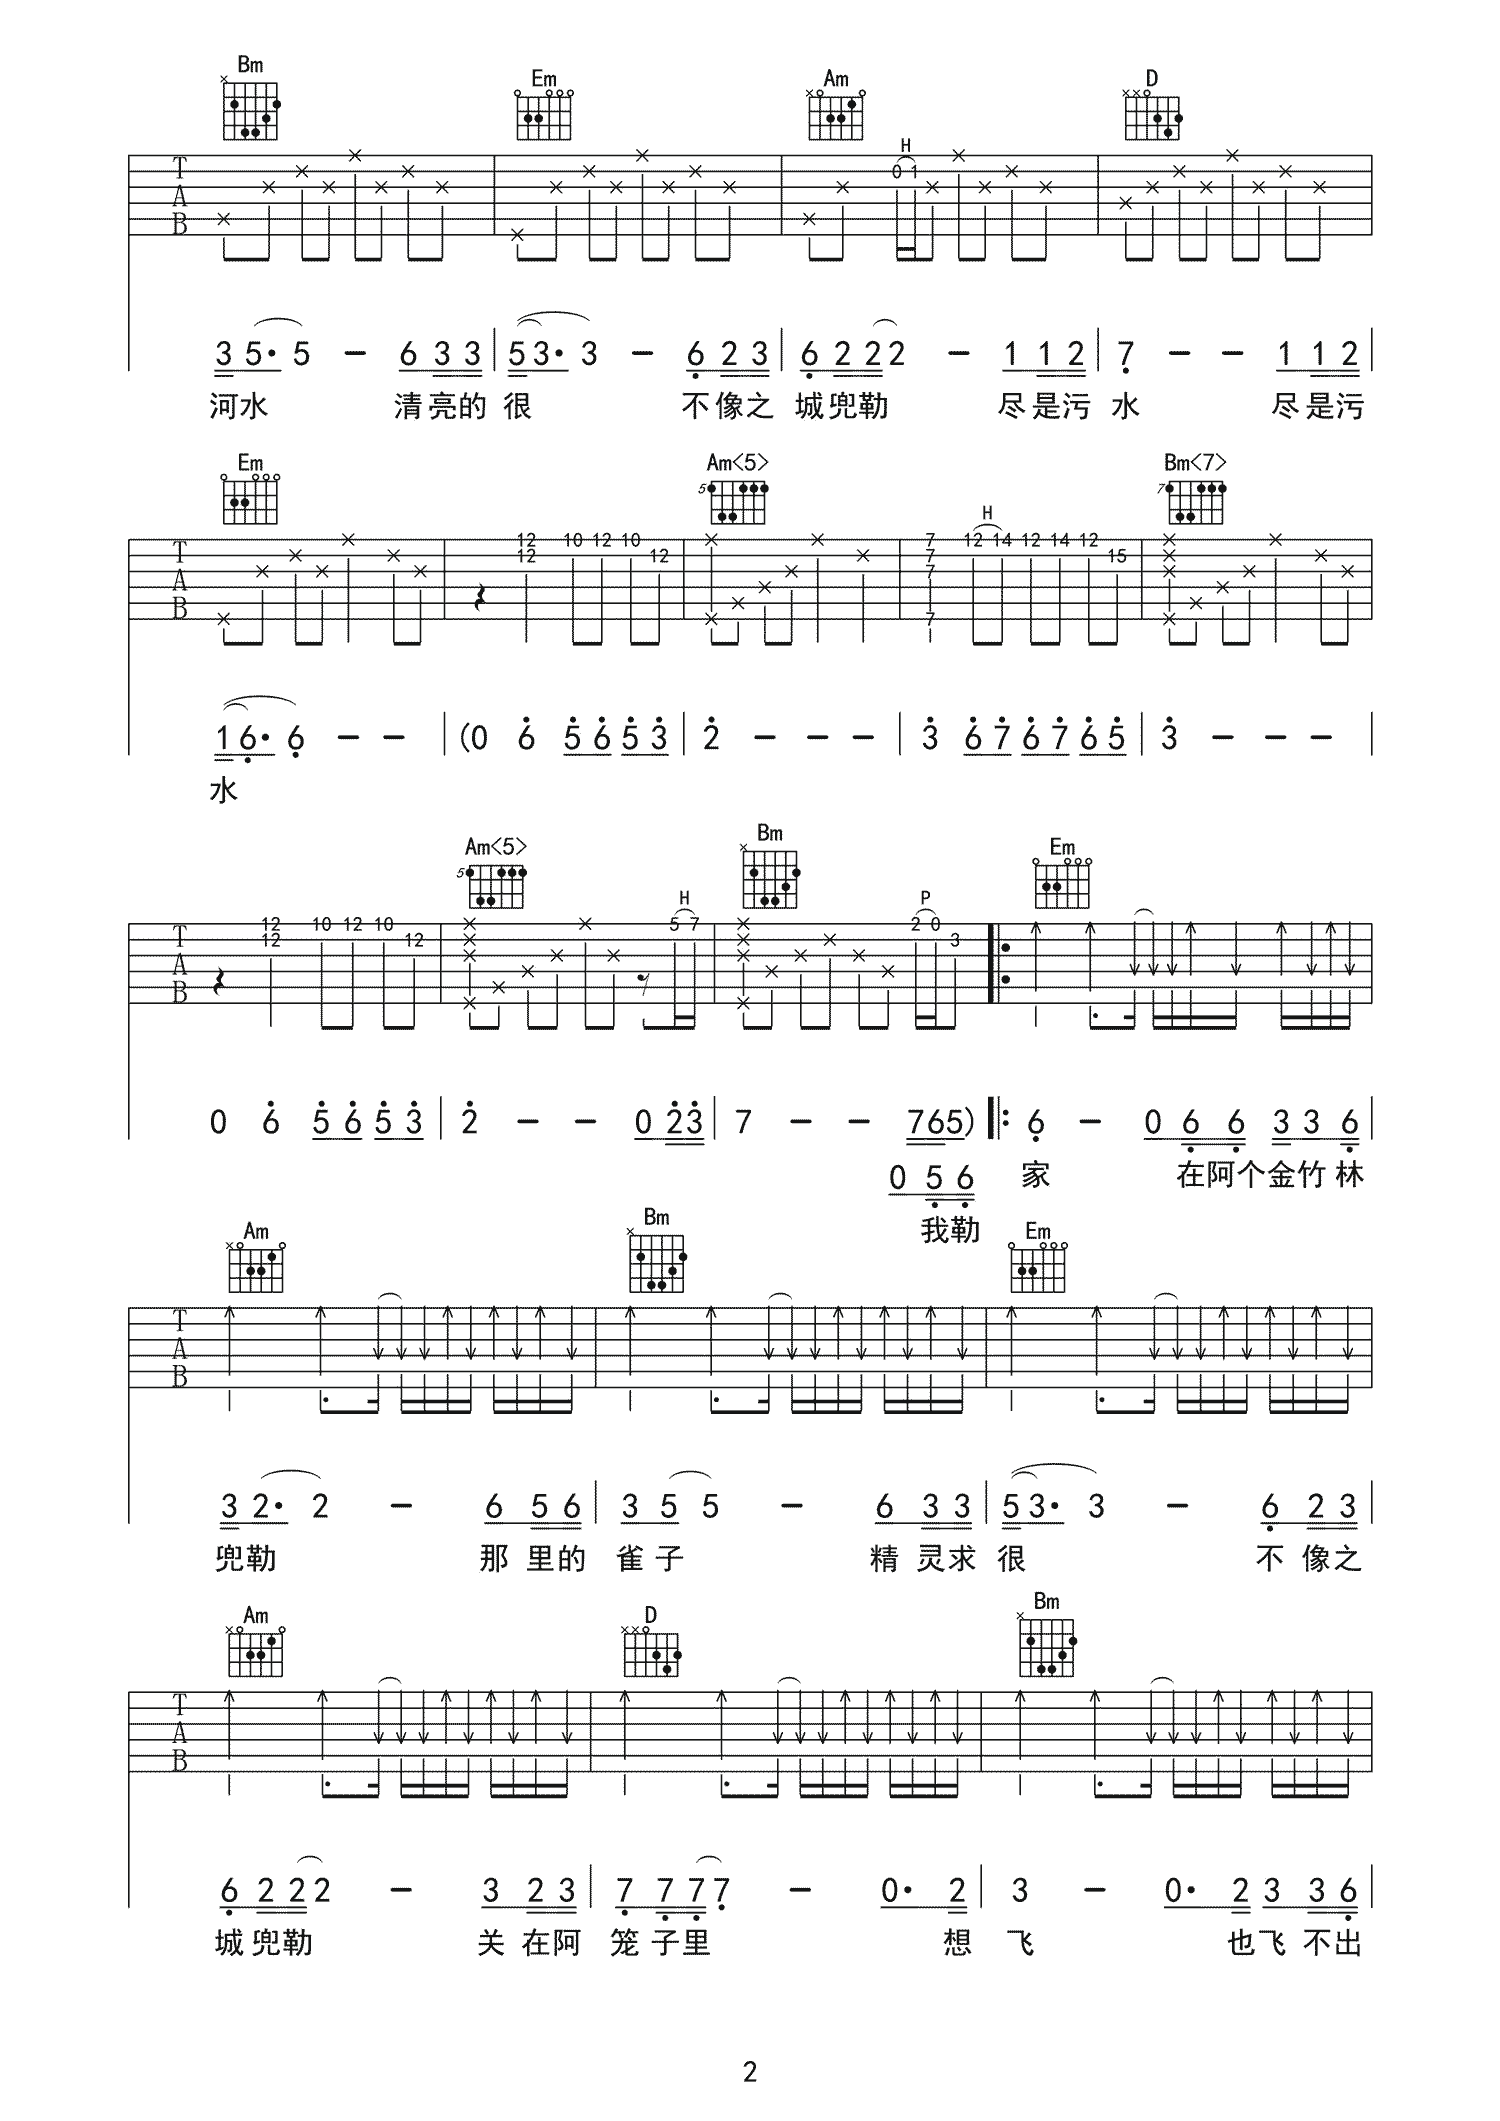 Bm Em Am D
H
T 0 1
A
B
3 5· 5 — 6 3 3 5 3· 3 — 6 2 3 6 2 2 2 — 1 1 2 7 — — 1 1 2
河水 清亮的 很 不像之 城兜勒 尽是污 水 尽是污
Em Am<5> Bm<7>
5 7
H
T 12 12 10 12 10 12 7 7 7 7 12 14 12 14 12 15
A
B
1 6· 6 — — (0 6 5 6 5 3 2 — — — 3 6 7 6 7 6 5 3 — — —
水
Am<5> Bm Em
5
H P
T 12 12 10 12 10 12 5 7 2 0 3
A
B
0 6 5 6 5 3 2 — — 0 2 3 7 — — 7 6 5) 6 — 0 6 6 3 3 6
家 在阿个金竹林
0 5 6
我勒
Am Bm Em
T
A
B
3 2· 2 — 6 5 6 3 5 5 — 6 3 3 5 3· 3 — 6 2 3
兜勒 那里的 雀子 精灵求 很 不像之
Am D Bm
T
A
B
6 2 2 2 — 3 2 3 7 7 7 7 — 0· 2 3 — 0· 2 3 3 6
城兜勒 关在阿 笼子里 想 飞 也飞不出
2